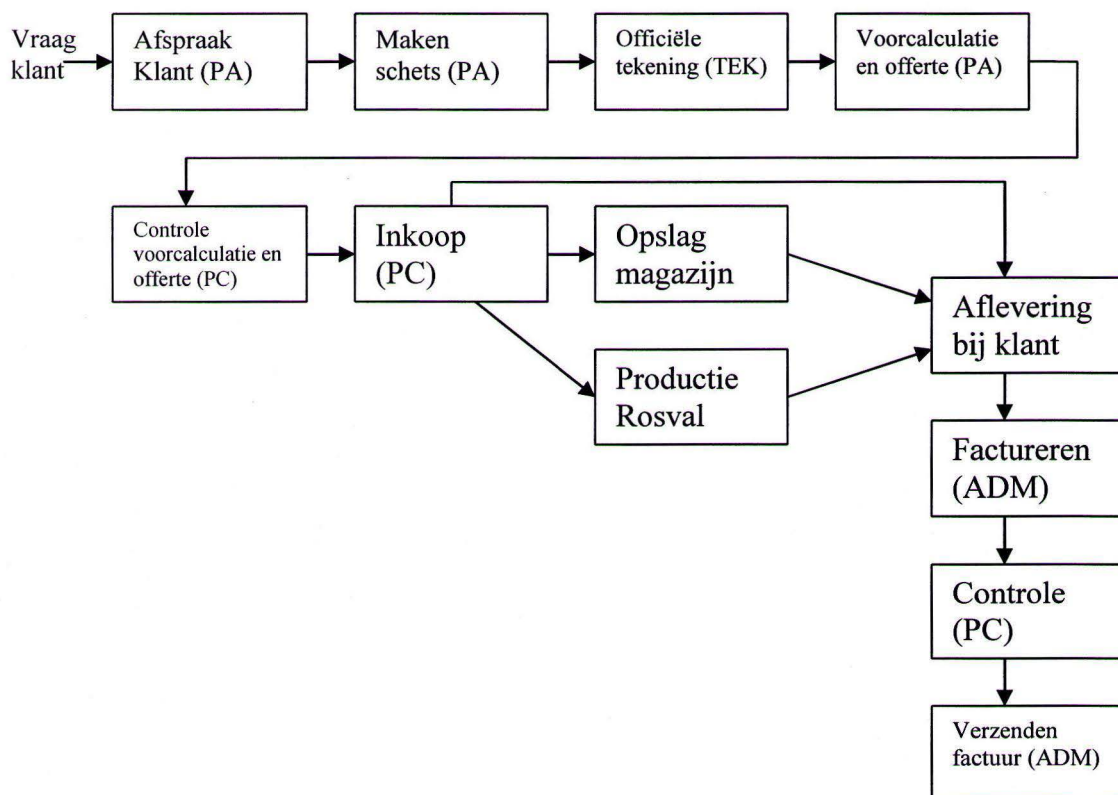 Vraag
klant
Afspraak
Klant (PA)
Maken
schets (PA)
Officiële
tekening (TEK)
Voorcalculatie
en offerte (PA)
Controle
voorcalculatie en
offerte (PC)
Inkoop
(PC)
Opslag
magazijn
Aflevering
bij klant
Productie
Rosval
Factureren
(ADM)
Controle
(PC)
Verzenden
factuur (ADM)